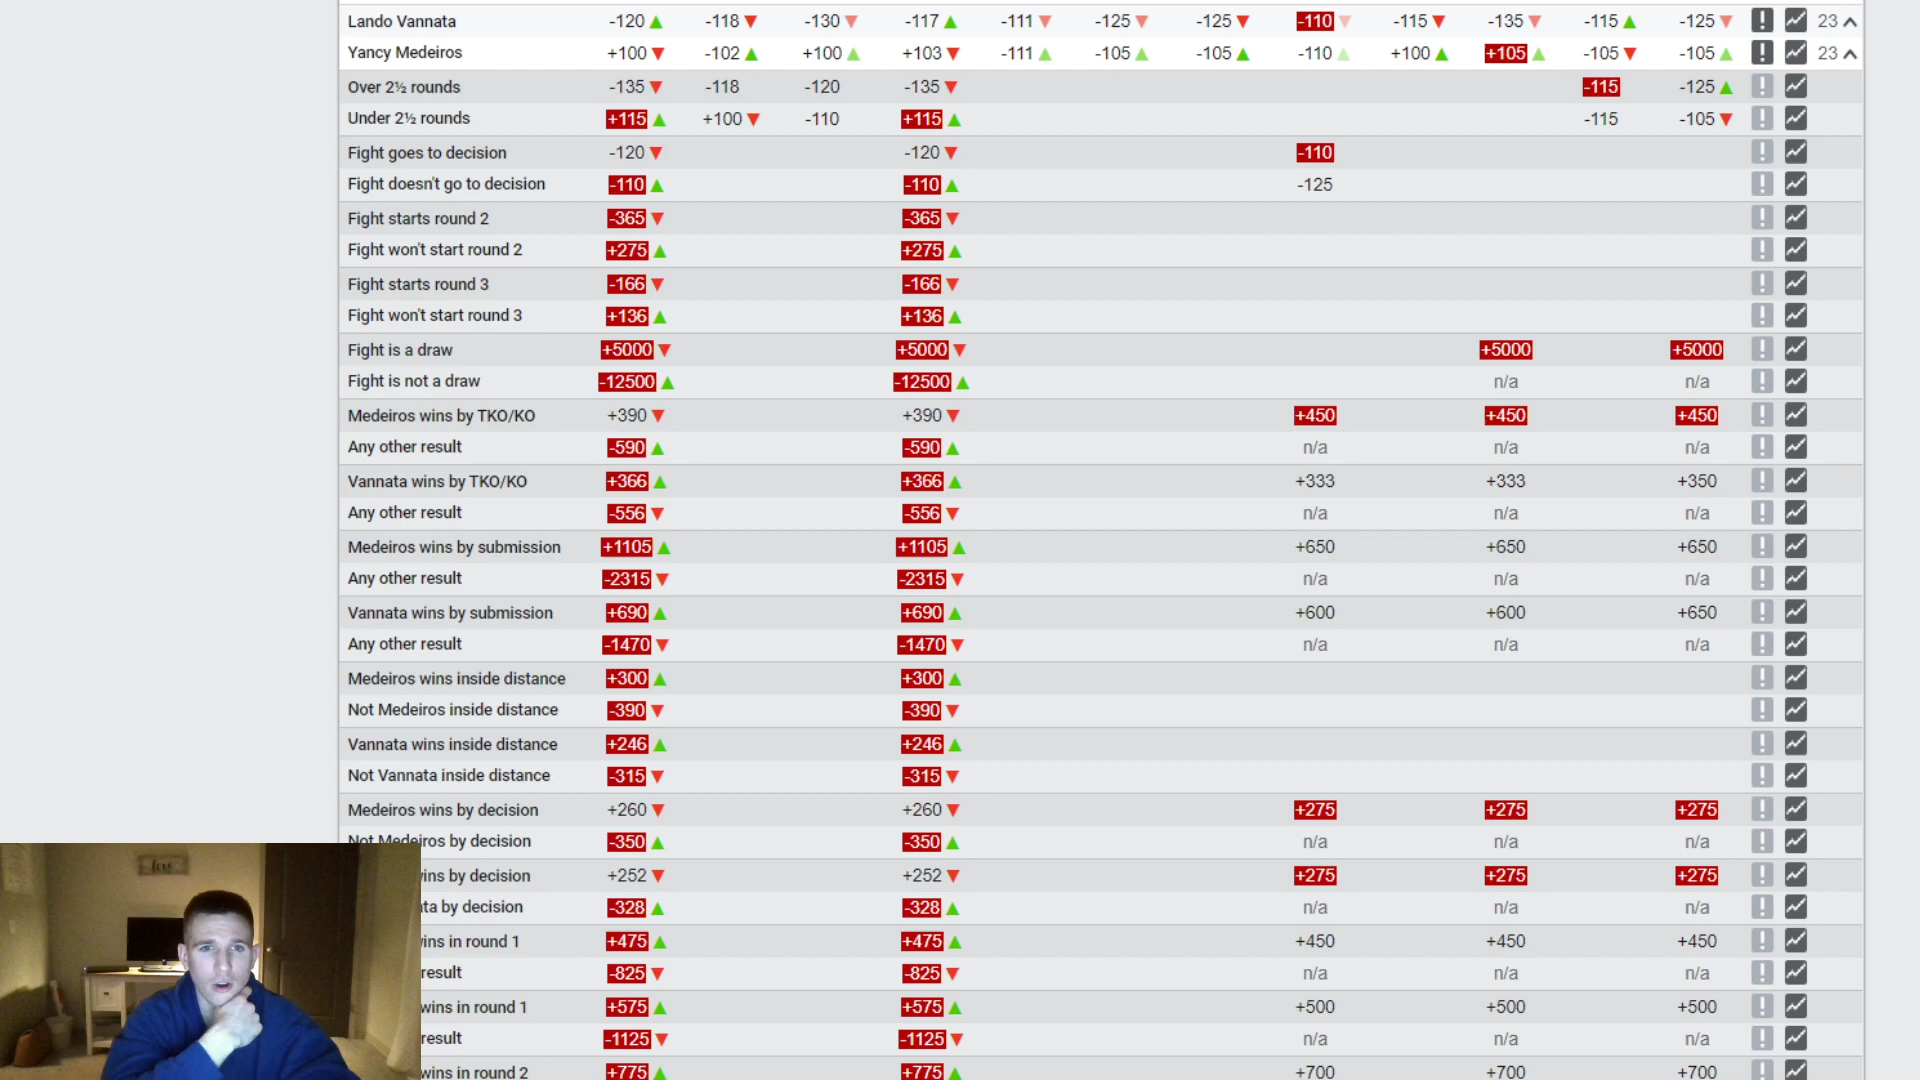 Lando Vannata -120 -118 -130 -117 -111 -125 -125 -110 -115 -135 -115 -125 23
Yancy Medeiros +100 -102 +100 +103 -111 -105 -105 -110 +100 +105 -105 -105 23
Over 2½ rounds -135 -118 -120 -135 -115 -125
Under 2½ rounds +115 +100 -110 +115 -115 -105
Fight goes to decision -120 -120 -110
Fight doesn't go to decision -110 -110 -125
Fight starts round 2 -365 -365
Fight won't start round 2 +275 +275
Fight starts round 3 -166 -166
Fight won't start round 3 +136 +136
Fight is a draw +5000 +5000 +5000 +5000
Fight is not a draw -12500 -12500 n/a n/a
Medeiros wins by TKO/KO +390 +390 +450 +450 +450
Any other result -590 -590 n/a n/a n/a
Vannata wins by TKO/KO +366 +366 +333 +333 +350
Any other result -556 -556 n/a n/a n/a
Medeiros wins by submission +1105 +1105 +650 +650 +650
Any other result -2315 -2315 n/a n/a n/a
Vannata wins by submission +690 +690 +600 +600 +650
Any other result -1470 -1470 n/a n/a n/a
Medeiros wins inside distance +300 +300
Not Medeiros inside distance -390 -390
Vannata wins inside distance +246 +246
Not Vannata inside distance -315 -315
Medeiros wins by decision +260 +260 +275 +275 +275
Not Medeiros by decision -350 -350 n/a n/a n/a
ins by decision +252 +252 +275 +275 +275
ta by decision -328 -328 n/a n/a n/a
ins in round 1 +475 +475 +450 +450 +450
result -825 -825 n/a n/a n/a
wins in round 1 +575 +575 +500 +500 +500
result -1125 -1125 n/a n/a n/a
wins in round 2 +775 +775 +700 +700 +700
love